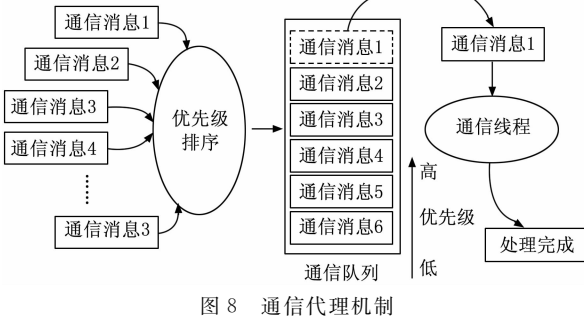 通信消息1
通信消息2
通信消息3
通信消息4
通信消息3
优先级
排序
通信消息1
通信消息2
通信消息3
通信消息4
通信消息5
通信消息6
通信队列
高
优先级
低
通信消息1
通信线程
处理完成
图 8 通信代理机制